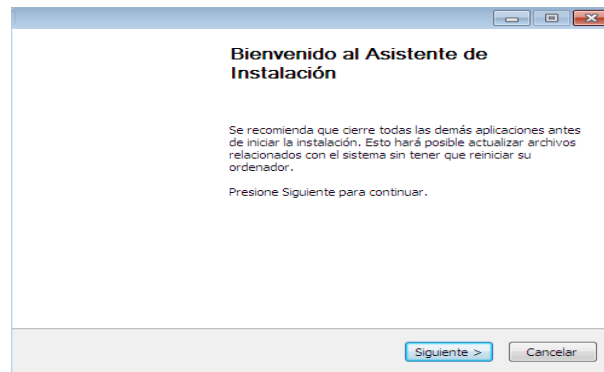 Bienvenido al Asistente de
Instalación
Se recomienda que cierre todas las demás aplicaciones antes
de iniciar la instalación. Esto hará posible actualizar archivos
relacionados con el sistema sin tener que reiniciar su
ordenador.
Presione Siguiente para continuar.
Siguiente >
Cancelar